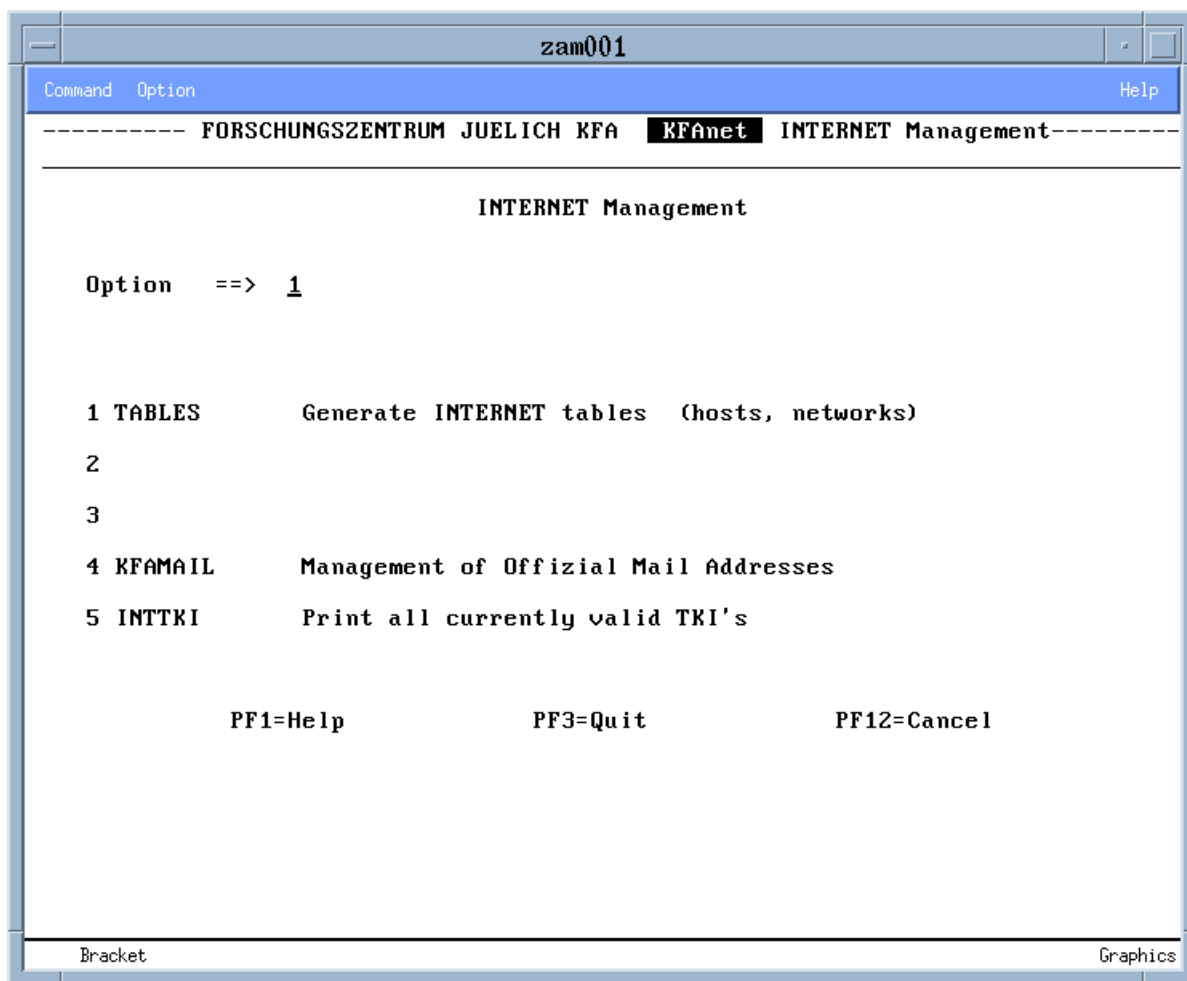 zam001
Command Option Help
---------- FORSCHUNGSZENTRUM JUELICH KFA KFAnet INTERNET Management---------
INTERNET Management
Option ==> 1
1 TABLES Generate INTERNET tables (hosts, networks)
2
3
4 KFAMAIL Management of Offizial Mail Addresses
5 INTTKI Print all currently valid TKI's
PF1=Help PF3=Quit PF12=Cancel
Bracket Graphics